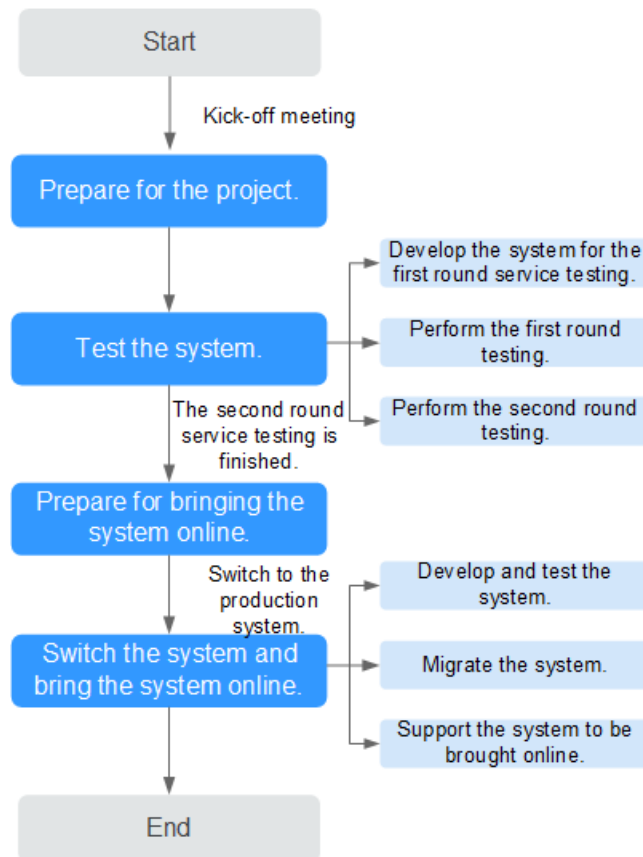 Start
Kick-off meeting
Prepare for the project.
Develop the system for the
first round service testing.
Test the system.
Perform the first round
testing.
Perform the second round
testing.
The second round
service testing is
finished.
Prepare for bringing the
system online.
Switch to the
production
system.
Develop and test the
system.
Switch the system and
bring the system online.
Migrate the system.
Support the system to be
brought online.
End